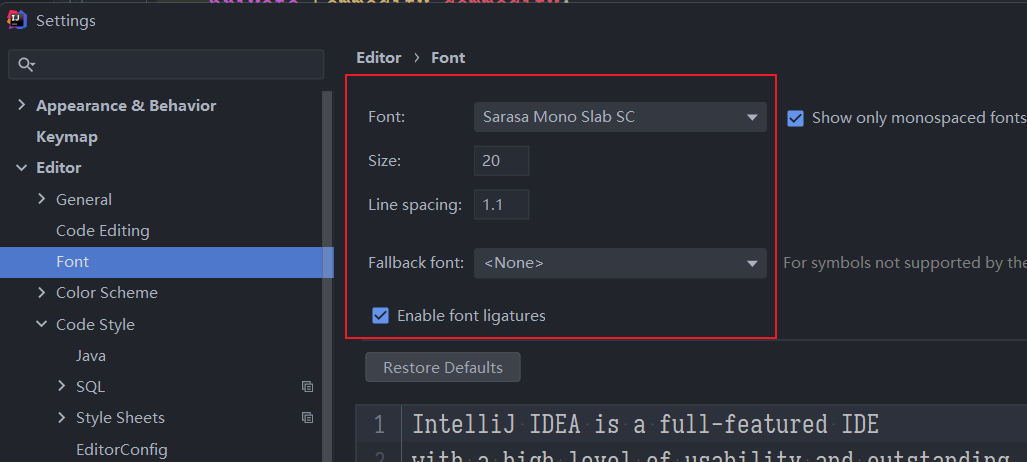 Settings
Editor › Font
Appearance & Behavior
Keymap
Editor
General
Code Editing
Font
Color Scheme
Code Style
Java
SQL
Style Sheets
EditorConfig
Font: Sarasa Mono Slab SC
Show only monospaced fonts
Size: 20
Line spacing: 1.1
Fallback font: <None>
For symbols not supported by the
Enable font ligatures
Restore Defaults
1 IntelliJ IDEA is a full-featured IDE
2 with a high level of usability and outstanding